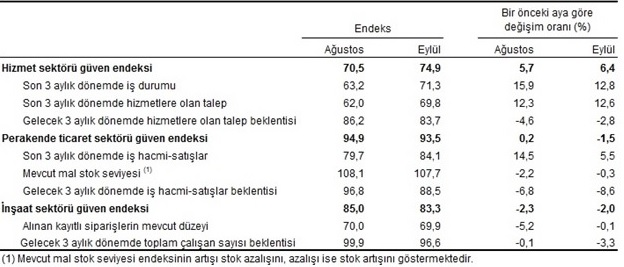 Endeks Bir önceki aya göre değişim oranı (%)
Ağustos Eylül Ağustos Eylül
Hizmet sektörü güven endeksi 70,5 74,9 5,7 6,4
Son 3 aylık dönemde iş durumu 63,2 71,3 15,9 12,8
Son 3 aylık dönemde hizmetlere olan talep 62,0 69,8 12,3 12,6
Gelecek 3 aylık dönemde hizmetlere olan talep beklentisi 86,2 83,7 -4,6 -2,8
Perakende ticaret sektörü güven endeksi 94,9 93,5 0,2 -1,5
Son 3 aylık dönemde iş hacmi-satışlar 79,7 84,1 14,5 5,5
Mevcut mal stok seviyesi (1) 108,1 107,7 -2,2 -0,3
Gelecek 3 aylık dönemde iş hacmi-satışlar beklentisi 96,8 88,5 -6,8 -8,6
İnşaat sektörü güven endeksi 85,0 83,3 -2,3 -2,0
Alınan kayıtlı siparişlerin mevcut düzeyi 70,0 69,9 -5,2 -0,1
Gelecek 3 aylık dönemde toplam çalışan sayısı beklentisi 99,9 96,6 -0,1 -3,3
(1) Mevcut mal stok seviyesi endeksinin artışı stok azalışını, azalışı ise stok artışını göstermektedir.